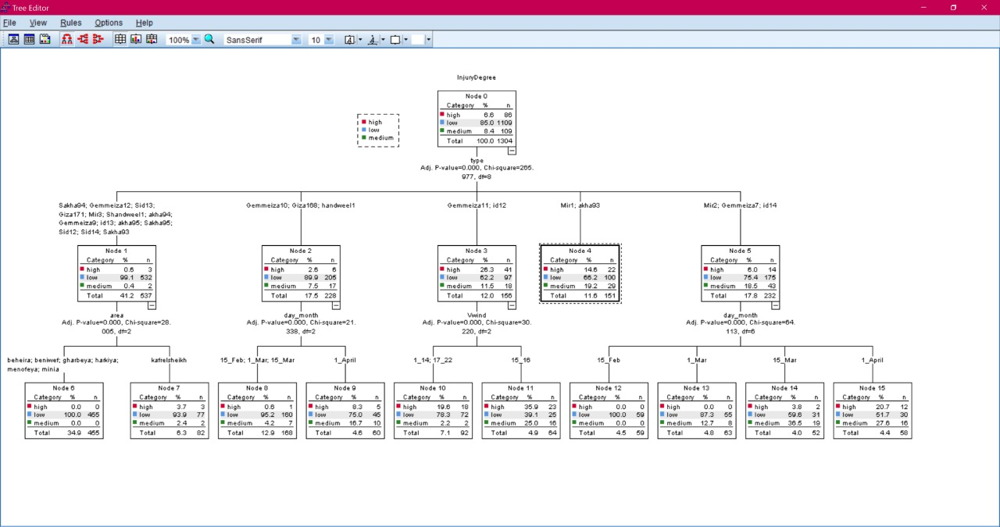 Tree Editor
File View Rules Options Help
100% SansSerif 10
InjuryDegree
high
low
medium
Node 0
Category % n
high 6.6 86
low 85.0 1109
medium 8.4 109
Total 100.0 1304
type
Adj. P-value=0.000, Chi-square=265.
977, df=8
Sakha94; Gemmeiza12; Sid13;
Giza171; Mir3; Shandweel1; akha94;
Gemmeiza9; id13; akha95; Sakha95;
Sid12; Sid14; Sakha93
Gemmeiza10; Giza168; handweel1
Gemmeiza11; id12
Mir1; akha93
Mir2; Gemmeiza7; id14
Node 1
Category % n
high 0.6 3
low 99.1 532
medium 0.4 2
Total 41.2 537
Node 2
Category % n
high 2.6 6
low 89.9 205
medium 7.5 17
Total 17.5 228
Node 3
Category % n
high 26.3 41
low 62.2 97
medium 11.5 18
Total 12.0 156
Node 4
Category % n
high 14.6 22
low 66.2 100
medium 19.2 29
Total 11.6 151
Node 5
Category % n
high 6.0 14
low 75.4 175
medium 18.5 43
Total 17.8 232
area
Adj. P-value=0.000, Chi-square=28.
005, df=2
day_month
Adj. P-value=0.000, Chi-square=21.
338, df=2
Vwind
Adj. P-value=0.000, Chi-square=30.
220, df=2
day_month
Adj. P-value=0.000, Chi-square=64.
113, df=6
beheira; beniwef; gharbeya; harkiya;
menofeya; minia
kafrelsheikh
15_Feb; 1_Mar; 15_Mar
1_April
1_14; 17_22
15_16
15_Feb
1_Mar
15_Mar
1_April
Node 6
Category % n
high 0.0 0
low 100.0 455
medium 0.0 0
Total 34.9 455
Node 7
Category % n
high 3.7 3
low 93.9 77
medium 2.4 2
Total 6.3 82
Node 8
Category % n
high 0.6 1
low 95.2 160
medium 4.2 7
Total 12.9 168
Node 9
Category % n
high 8.3 5
low 75.0 45
medium 16.7 10
Total 4.6 60
Node 10
Category % n
high 19.6 18
low 78.3 72
medium 2.2 2
Total 7.1 92
Node 11
Category % n
high 35.9 23
low 39.1 25
medium 25.0 16
Total 4.9 64
Node 12
Category % n
high 0.0 0
low 100.0 59
medium 0.0 0
Total 4.5 59
Node 13
Category % n
high 0.0 0
low 87.3 55
medium 12.7 8
Total 4.8 63
Node 14
Category % n
high 3.8 2
low 59.6 31
medium 36.5 19
Total 4.0 52
Node 15
Category % n
high 20.7 12
low 51.7 30
medium 27.6 16
Total 4.4 58